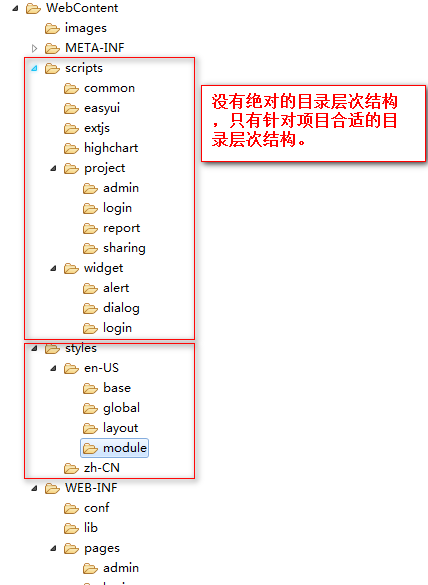 WebContent
images
META-INF
scripts
common
easyui
extjs
highchart
project
admin
login
report
sharing
widget
alert
dialog
login
styles
en-US
base
global
layout
module
zh-CN
WEB-INF
conf
lib
pages
admin
没有绝对的目录层次结构
，只有针对项目合适的目
录层次结构。